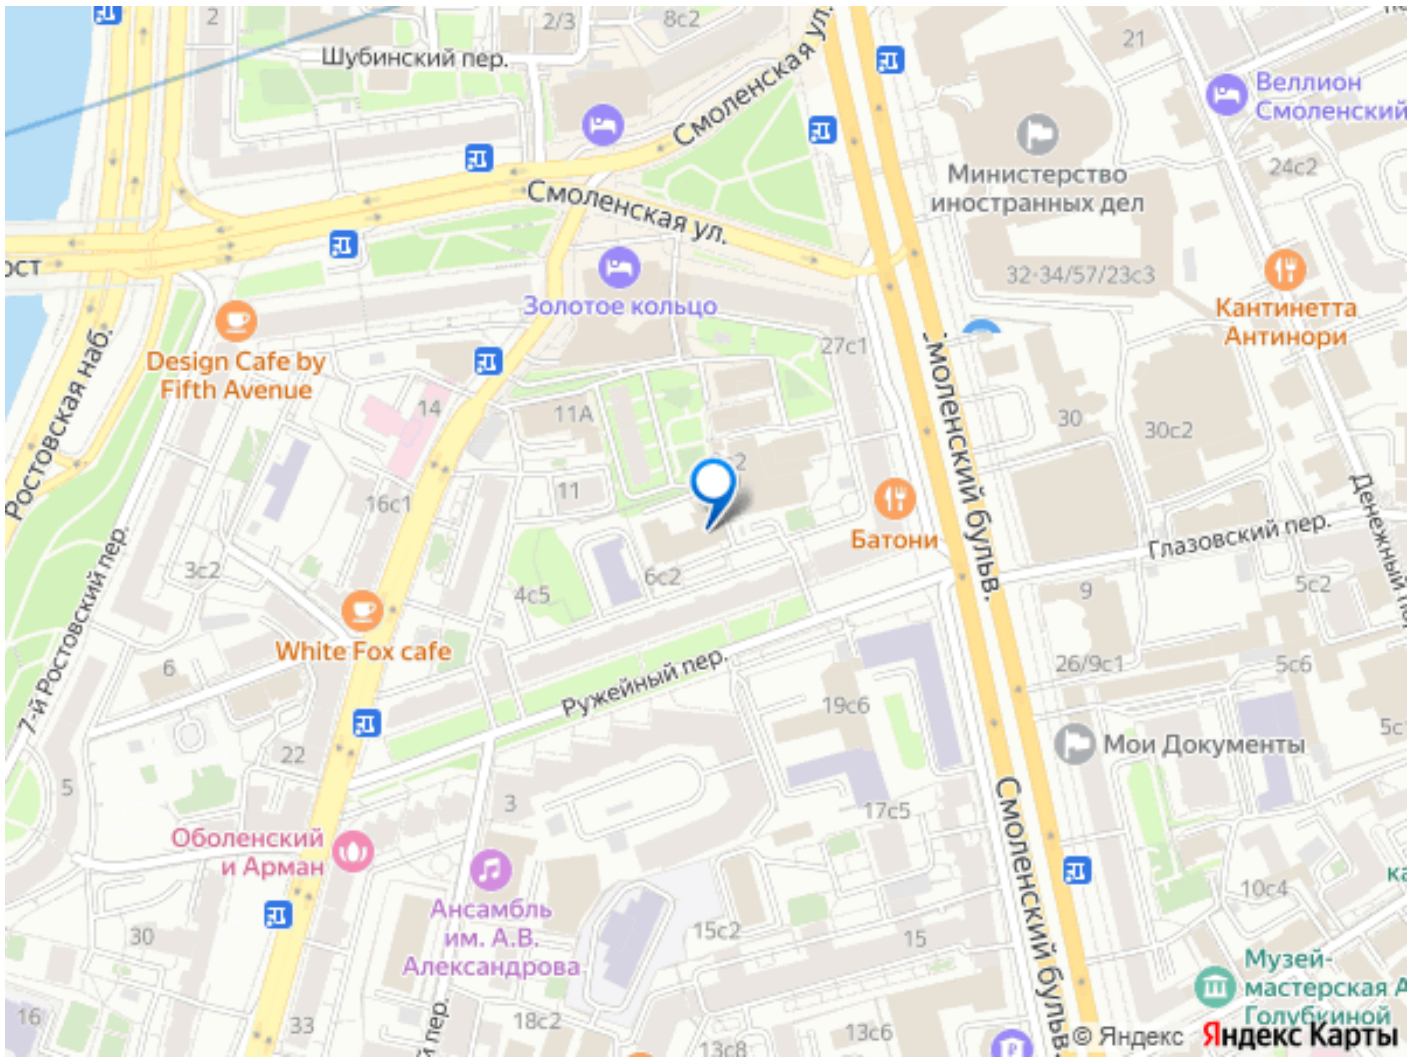 2
2/3
8с2
21
Шубинский пер.
Смоленская ул.
Веллион
Смоленский
24с2
Министерство
иностранных дел
Смоленская ул.
32-34/57/23с3
ост
Золотое кольцо
Кантинетта
Антинори
27с1
Design Cafe by
Fifth Avenue
Ростовская наб.
14
11А
30
30с2
Смоленский бульв.
11
16с1
Батони
Глазовский пер.
Денежный
3с2
6с2
4с5
9
5с2
7-й Ростовский пер.
White Fox cafe
6
26/9с1
5с6
Ружейный пер.
19с6
5с
22
Мои Документы
5
3
17с5
Оболенский
и Арман
Смоленский бульв.
10с4
Ансамбль
им. А.В.
Александрова
30
15с2
15
Музей-
мастерская А
Голубкиной
16
33
18с2
13с6
13с8
пер.
© Яндекс Яндекс Карты